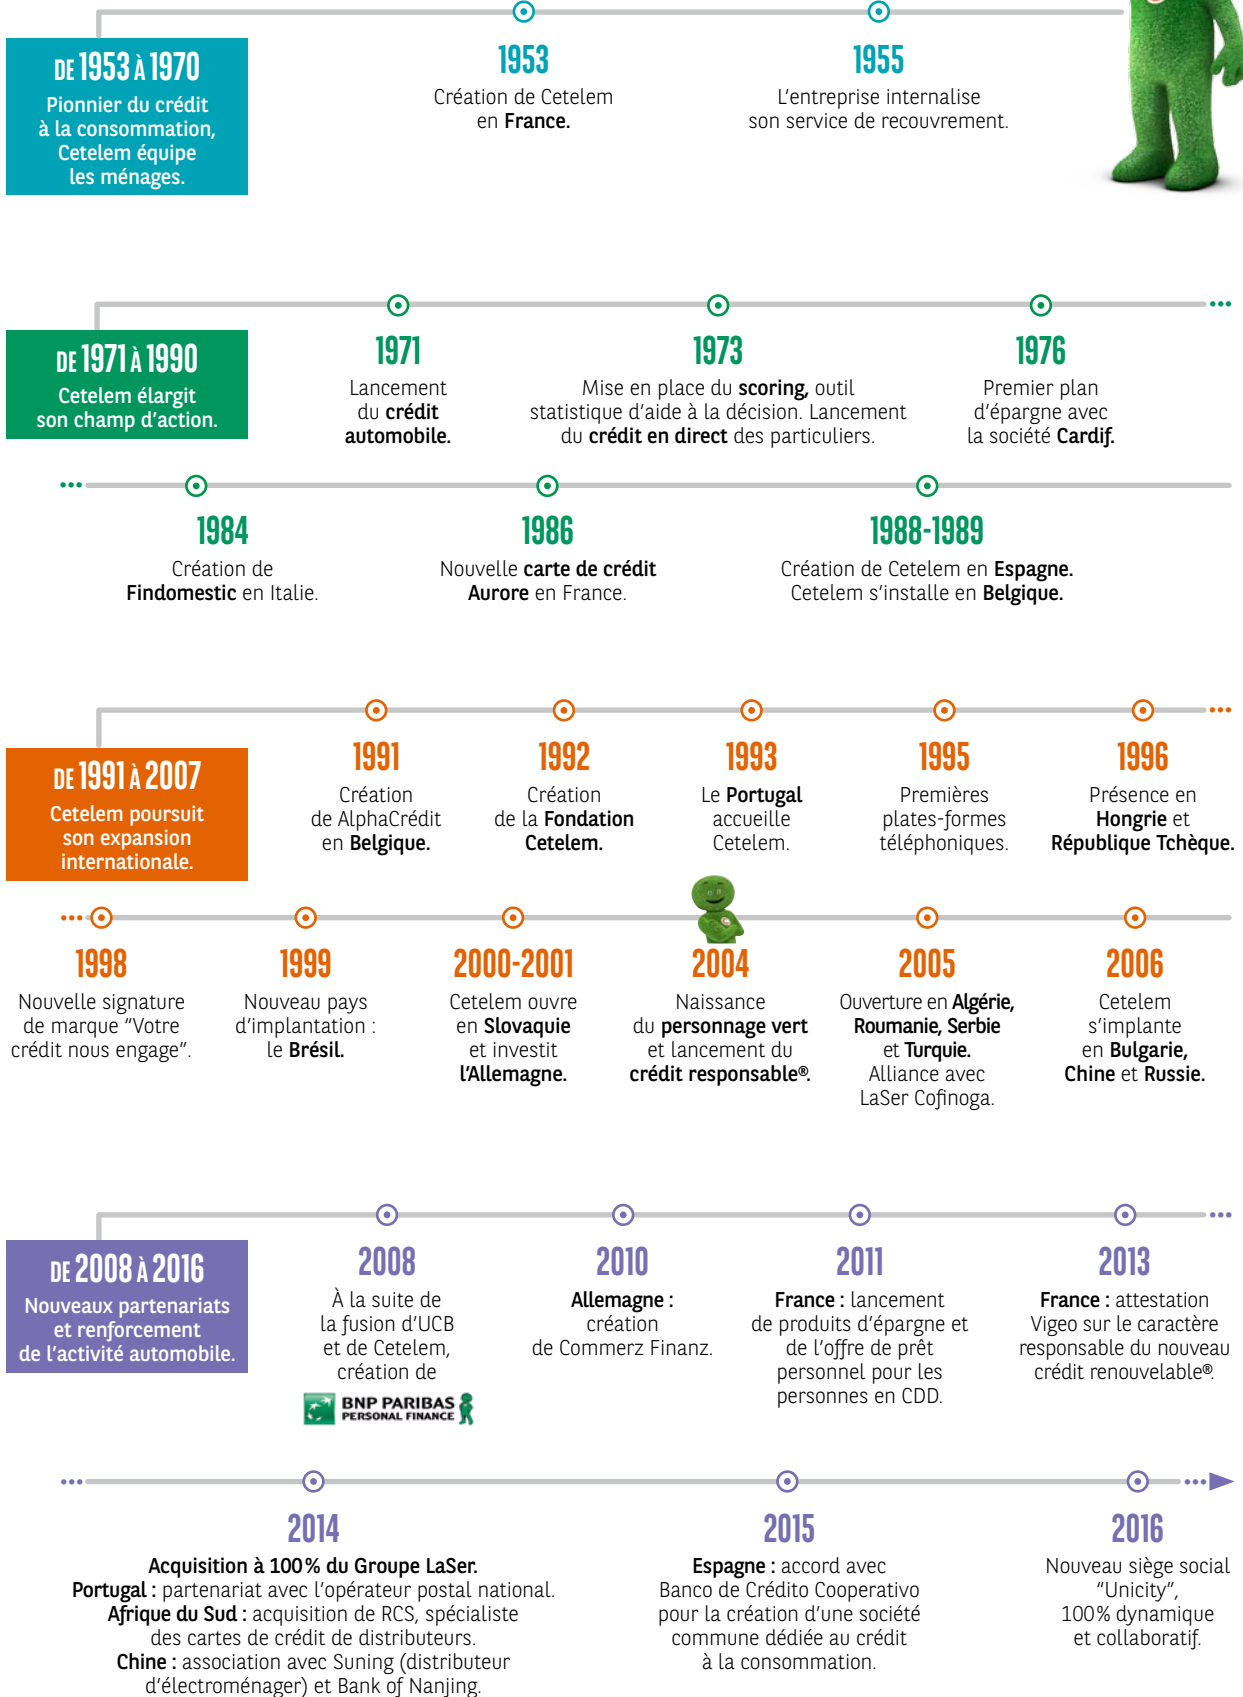 DE 1953 À 1970
Pionnier du crédit
à la consommation,
Cetelem équipe
les ménages.
1953
Création de Cetelem
en France.
1955
L'entreprise internalise
son service de recouvrement.
DE 1971 À 1990
Cetelem élargit
son champ d'action.
1971
Lancement
du crédit
automobile.
1973
Mise en place du scoring, outil
statistique d'aide à la décision. Lancement
du crédit en direct des particuliers.
1976
Premier plan
d'épargne avec
la société Cardif.
1984
Création de
Findomestic en Italie.
1986
Nouvelle carte de crédit
Aurore en France.
1988-1989
Création de Cetelem en Espagne.
Cetelem s'installe en Belgique.
DE 1991 À 2007
Cetelem poursuit
son expansion
internationale.
1991
Création
de AlphaCrédit
en Belgique.
1992
Création
de la Fondation
Cetelem.
1993
Le Portugal
accueille
Cetelem.
1995
Premières
plates-formes
téléphoniques.
1996
Présence en
Hongrie et
République Tchèque.
1998
Nouvelle signature
de marque “Votre
crédit nous engage”.
1999
Nouveau pays
d'implantation :
le Brésil.
2000-2001
Cetelem ouvre
en Slovaquie
et investit
l'Allemagne.
2004
Naissance
du personnage vert
et lancement du
crédit responsable®.
2005
Ouverture en Algérie,
Roumanie, Serbie
et Turquie.
Alliance avec
LaSer Cofinoga.
2006
Cetelem
s'implante
en Bulgarie,
Chine et Russie.
DE 2008 À 2016
Nouveaux partenariats
et renforcement
de l'activité automobile.
2008
À la suite de
la fusion d'UCB
et de Cetelem,
création de
BNP PARIBAS
PERSONAL FINANCE
2010
Allemagne :
création
de Commerz Finanz.
2011
France : lancement
de produits d'épargne et
de l'offre de prêt
personnel pour les
personnes en CDD.
2013
France : attestation
Vigeo sur le caractère
responsable du nouveau
crédit renouvelable®.
2014
Acquisition à 100% du Groupe LaSer.
Portugal : partenariat avec l'opérateur postal national.
Afrique du Sud : acquisition de RCS, spécialiste
des cartes de crédit de distributeurs.
Chine : association avec Suning (distributeur
d'électroménager) et Bank of Nanjing.
2015
Espagne : accord avec
Banco de Crédito Cooperativo
pour la création d'une société
commune dédiée au crédit
à la consommation.
2016
Nouveau siège social
“Unicity”,
100% dynamique
et collaboratif.